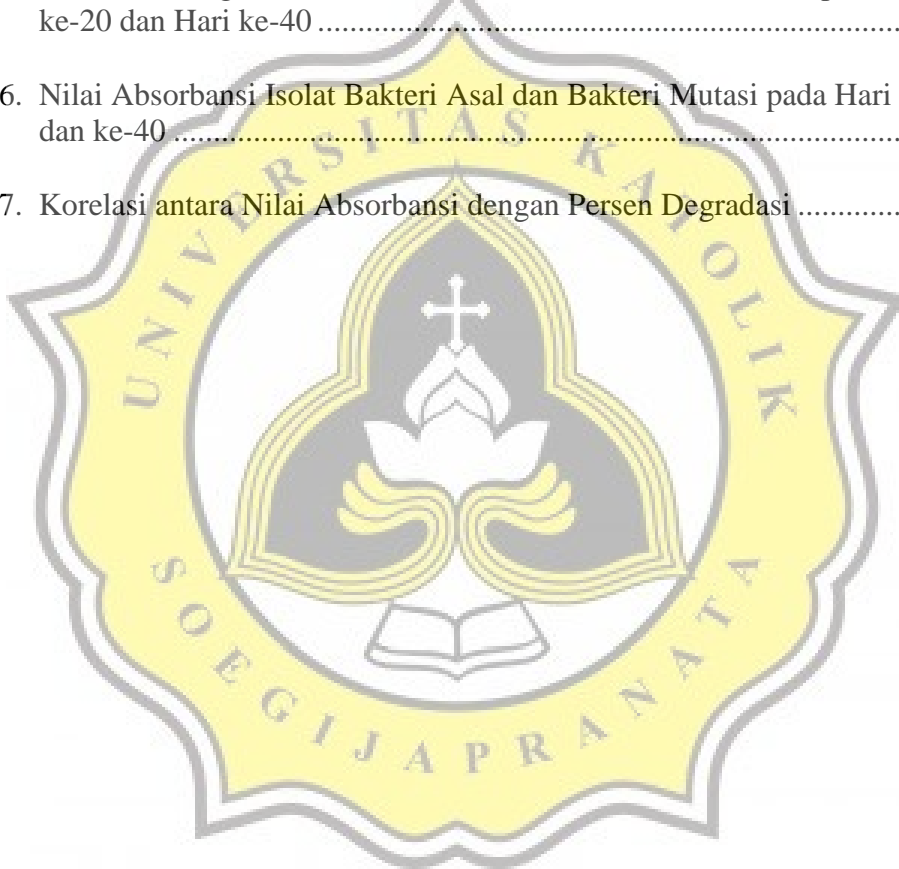 ke-20 dan Hari ke-40 ........................................................................
6. Nilai Absorbansi Isolat Bakteri Asal dan Bakteri Mutasi pada Hari
dan ke-40 ..........................................................................................
7. Korelasi antara Nilai Absorbansi dengan Persen Degradasi .............
UNIVERSITAS KATOLIK
SOEGIJAPRANATA